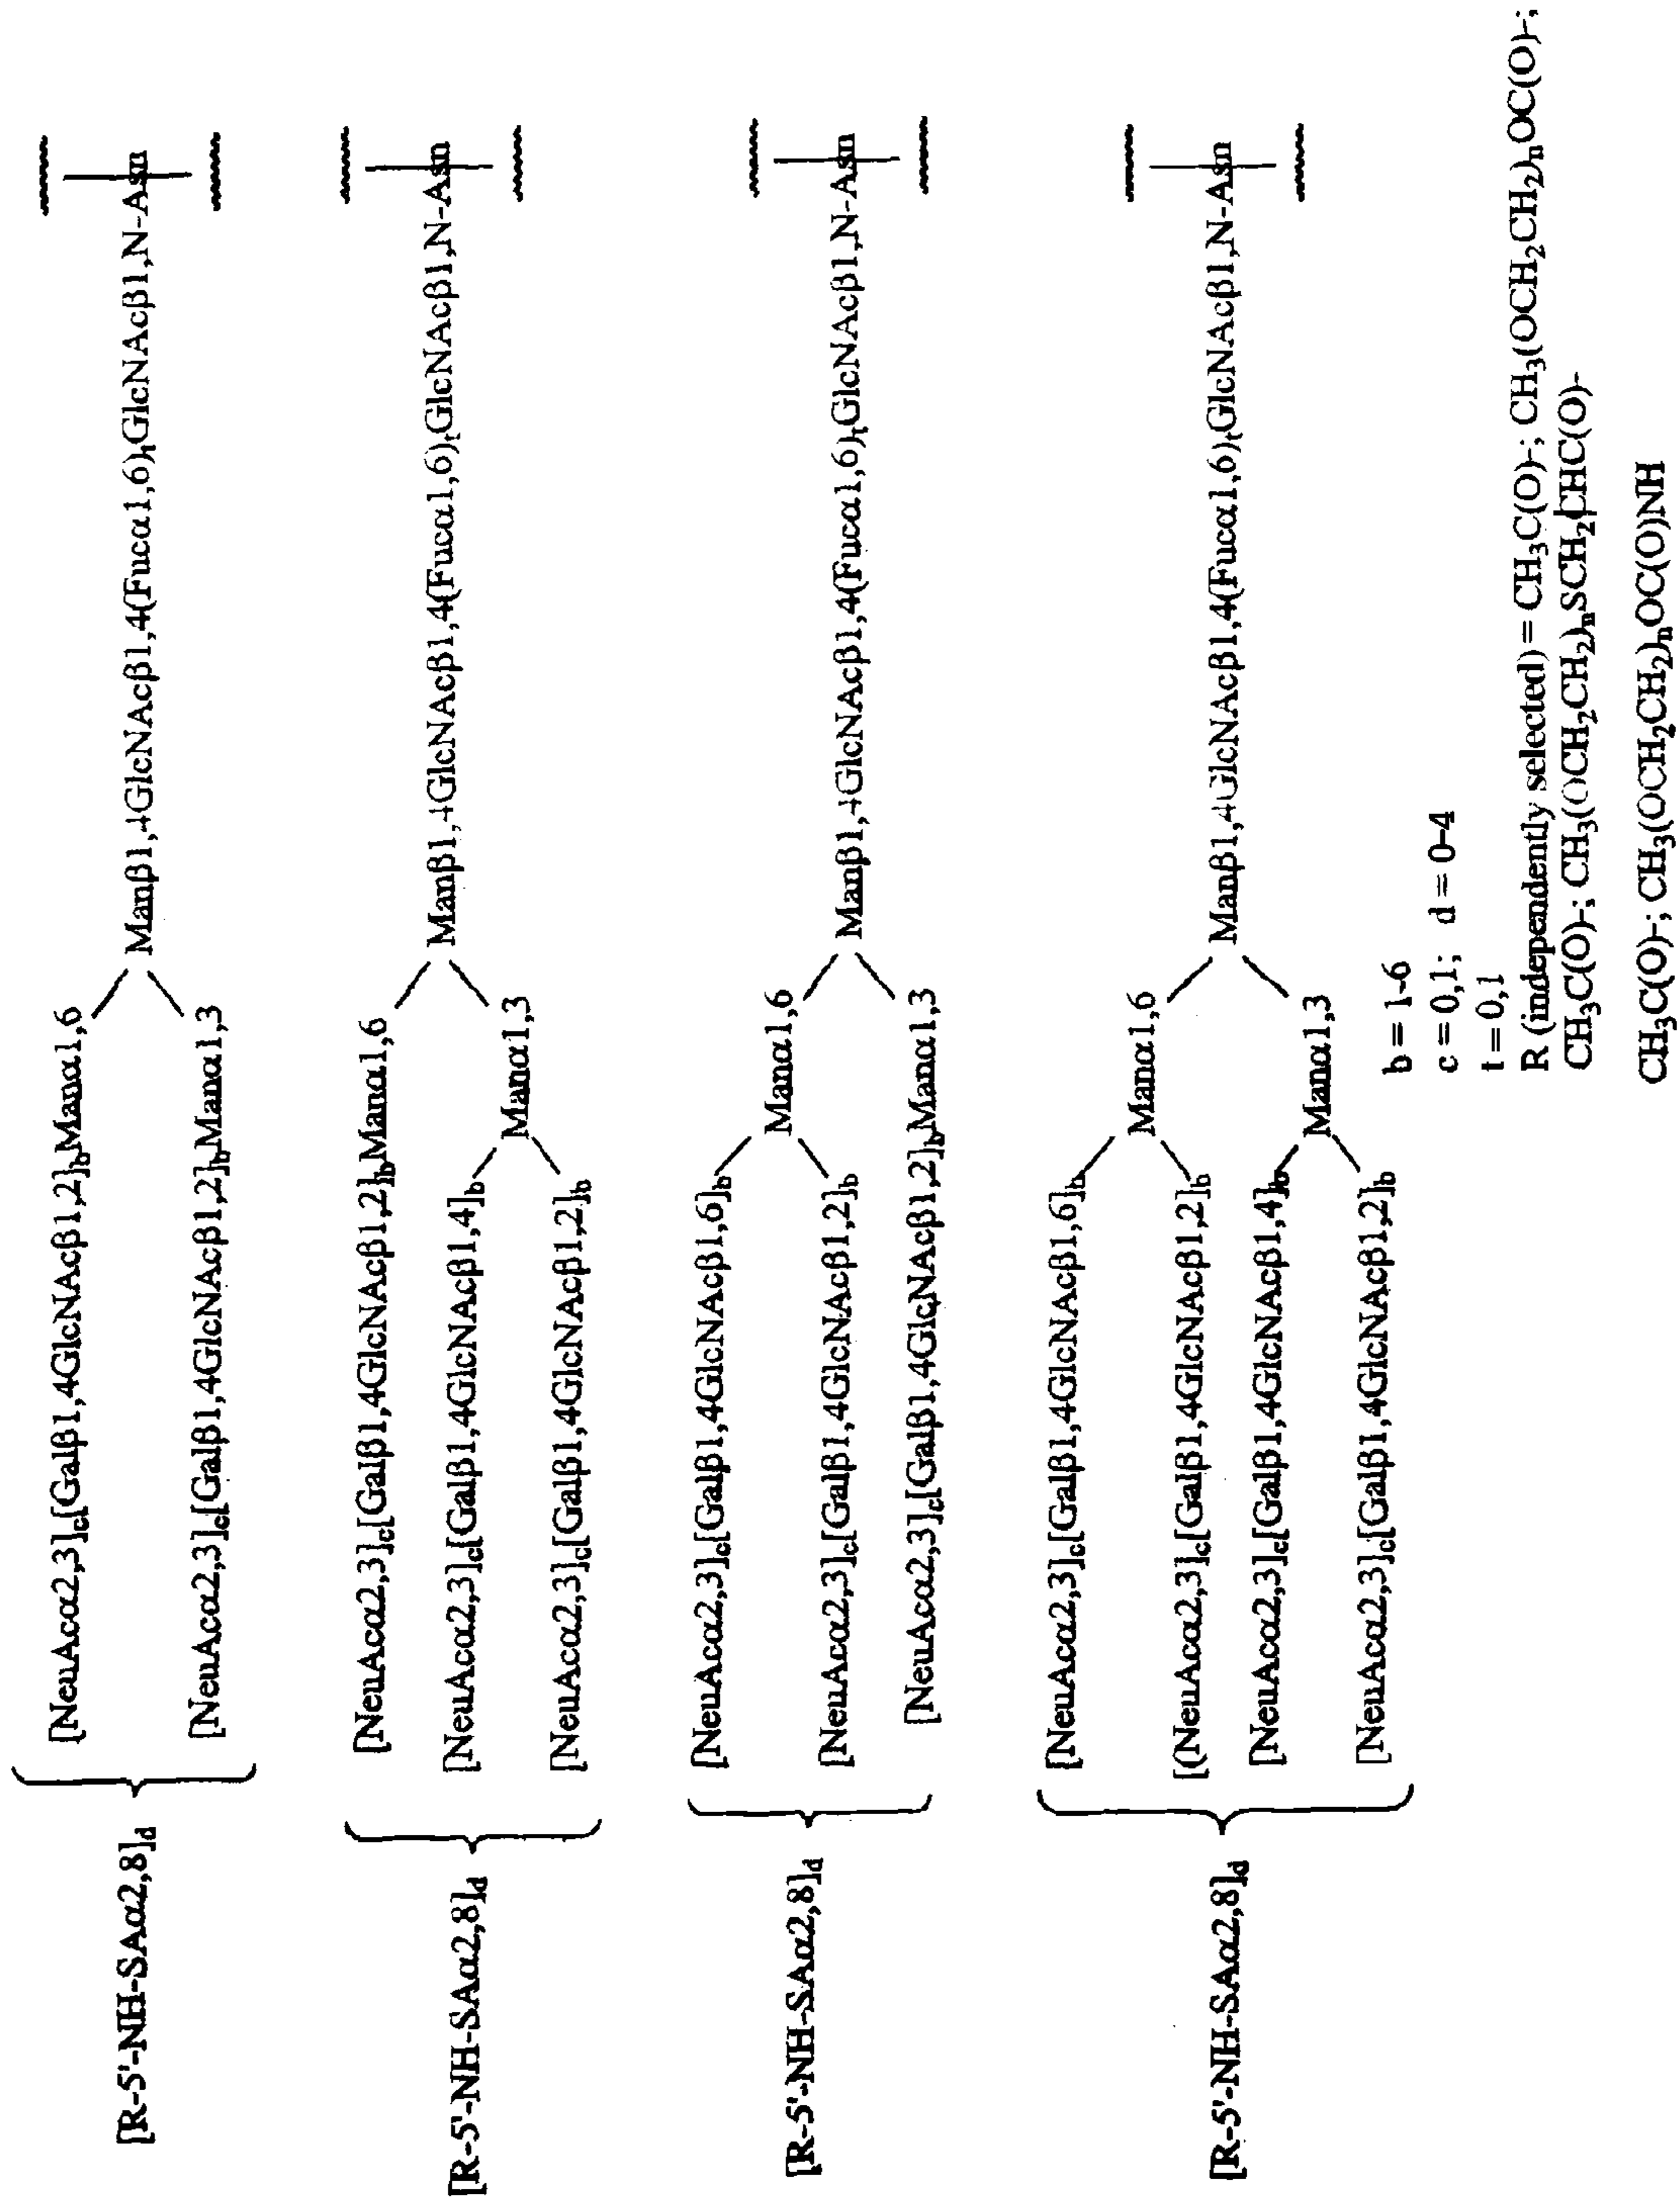 [NeuAcα2,3]c[Galβ1,4GlcNAcβ1,2]bManα1,6
[R-5'-NH-SAα2,8]d Manβ1,4GlcNAcβ1,4(Fucα1,6)tGlcNAcβ1,N-Asn
[NeuAcα2,3]c[Galβ1,4GlcNAcβ1,2]bManα1,3
[NeuAcα2,3]c[Galβ1,4GlcNAcβ1,2]bManα1,6
Manβ1,4GlcNAcβ1,4(Fucα1,6)tGlcNAcβ1,N-Asn
[R-5'-NH-SAα2,8]d [NeuAcα2,3]c[Galβ1,4GlcNAcβ1,4]b
Manα1,3
[NeuAcα2,3]c[Galβ1,4GlcNAcβ1,2]b
[NeuAcα2,3]c[Galβ1,4GlcNAcβ1,6]b
Manα1,6
[R-5'-NH-SAα2,8]d [NeuAcα2,3]c[Galβ1,4GlcNAcβ1,2]b Manβ1,4GlcNAcβ1,4(Fucα1,6)tGlcNAcβ1,N-Asn
[NeuAcα2,3]c[Galβ1,4GlcNAcβ1,2]bManα1,3
[NeuAcα2,3]c[Galβ1,4GlcNAcβ1,6]b
Manα1,6
[(NeuAcα2,3]c[Galβ1,4GlcNAcβ1,2]b
[R-5'-NH-SAα2,8]d Manβ1,4GlcNAcβ1,4(Fucα1,6)tGlcNAcβ1,N-Asn
[NeuAcα2,3]c[Galβ1,4GlcNAcβ1,4]b
Manα1,3
[NeuAcα2,3]c[Galβ1,4GlcNAcβ1,2]b
b = 1-6
c = 0,1; d = 0-4
t = 0,1
R (independently selected) = CH3C(O)-; CH3(OCH2CH2)nOC(O)-;
CH3C(O)-; CH3(OCH2CH2)nSCH2CHC(O)-
CH3C(O)-; CH3(OCH2CH2)nOC(O)NH